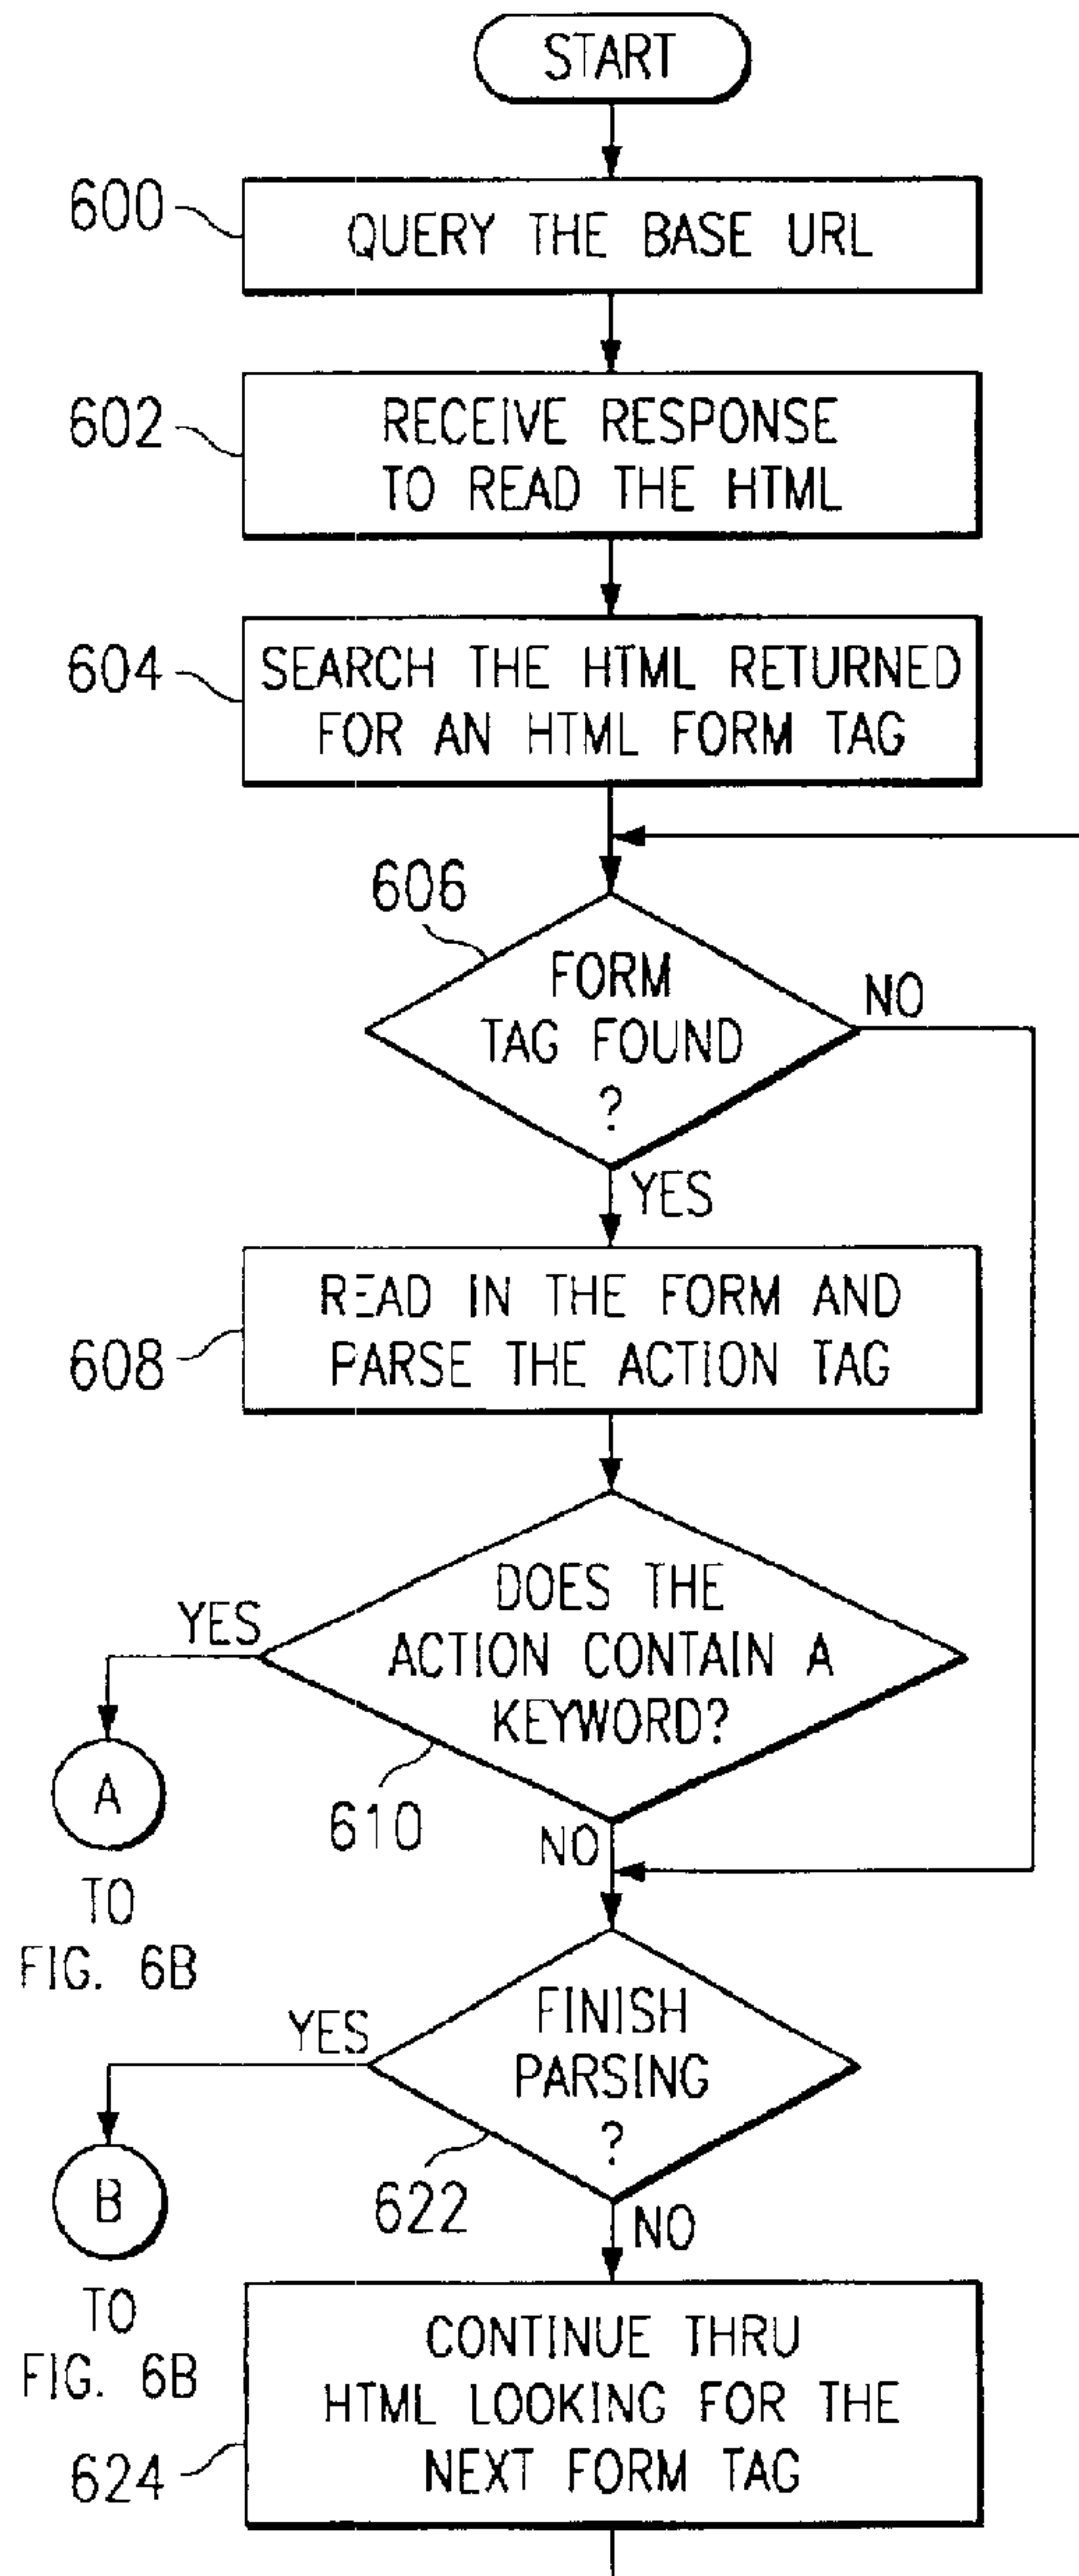 START
600
QUERY THE BASE URL
602
RECEIVE RESPONSE
TO READ THE HTML
604
SEARCH THE HTML RETURNED
FOR AN HTML FORM TAG
606
FORM
TAG FOUND
?
NO
YES
READ IN THE FORM AND
PARSE THE ACTION TAG
608
DOES THE
ACTION CONTAIN A
KEYWORD?
YES
A
TO
FIG. 6B
610
NO
FINISH
PARSING
?
YES
B
TO
FIG. 6B
622
NO
CONTINUE THRU
HTML LOOKING FOR THE
NEXT FORM TAG
624